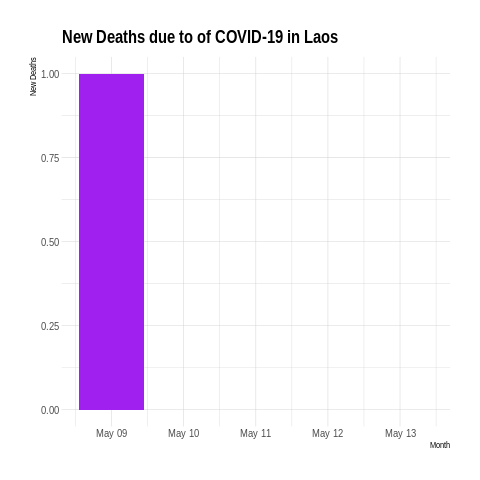 New Deaths due to of COVID-19 in Laos
New Deaths
1.00
0.75
0.50
0.25
0.00
May 09 May 10 May 11 May 12 May 13
Month